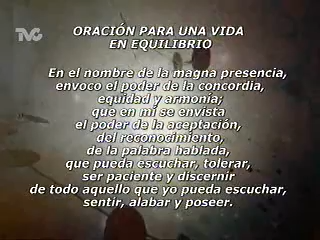 TVG
ORACIÓN PARA UNA VIDA
EN EQUILIBRIO
En el nombre de la magna presencia,
envoco el poder de la concordia,
equidad y armonía;
que en mí se envista
el poder de la aceptación,
del reconocimiento,
de la palabra hablada,
que pueda escuchar, tolerar,
ser paciente y discernir
de todo aquello que yo pueda escuchar,
sentir, alabar y poseer.